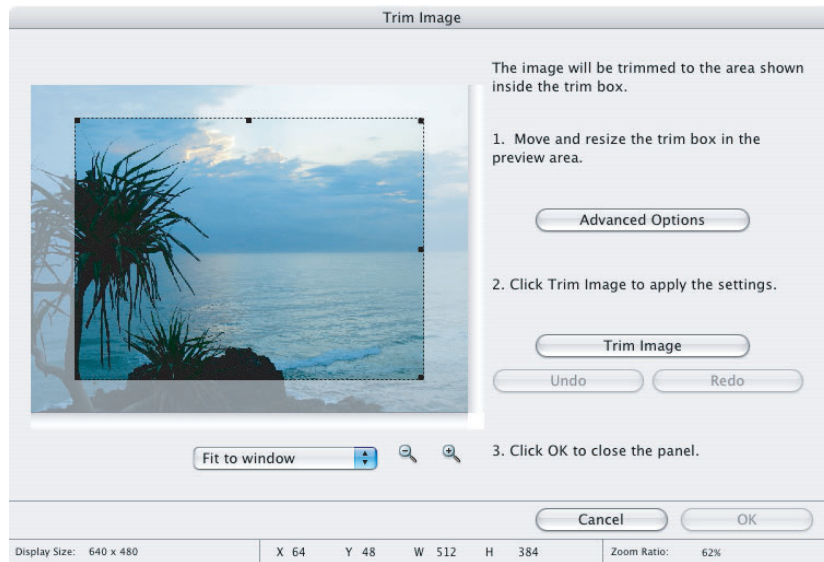 Trim Image
The image will be trimmed to the area shown
inside the trim box.
1. Move and resize the trim box in the
preview area.
Advanced Options
2. Click Trim Image to apply the settings.
Trim Image
Undo Redo
Fit to window
3. Click OK to close the panel.
Cancel OK
Display Size: 640 x 480 X 64 Y 48 W 512 H 384 Zoom Ratio: 62%